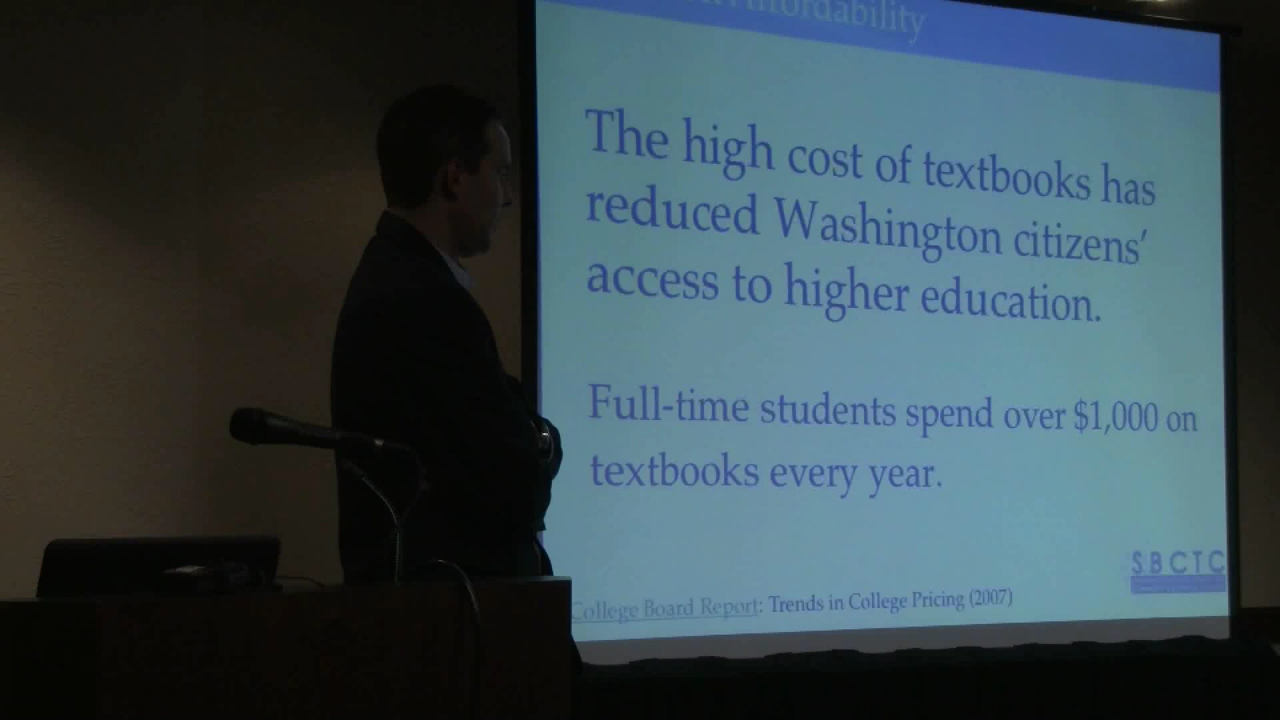 The high cost of textbooks has
reduced Washington citizens’
access to higher education.
Full-time students spend over $1,000 on
textbooks every year.
SBCTC
College Board Report: Trends in College Pricing (2007)